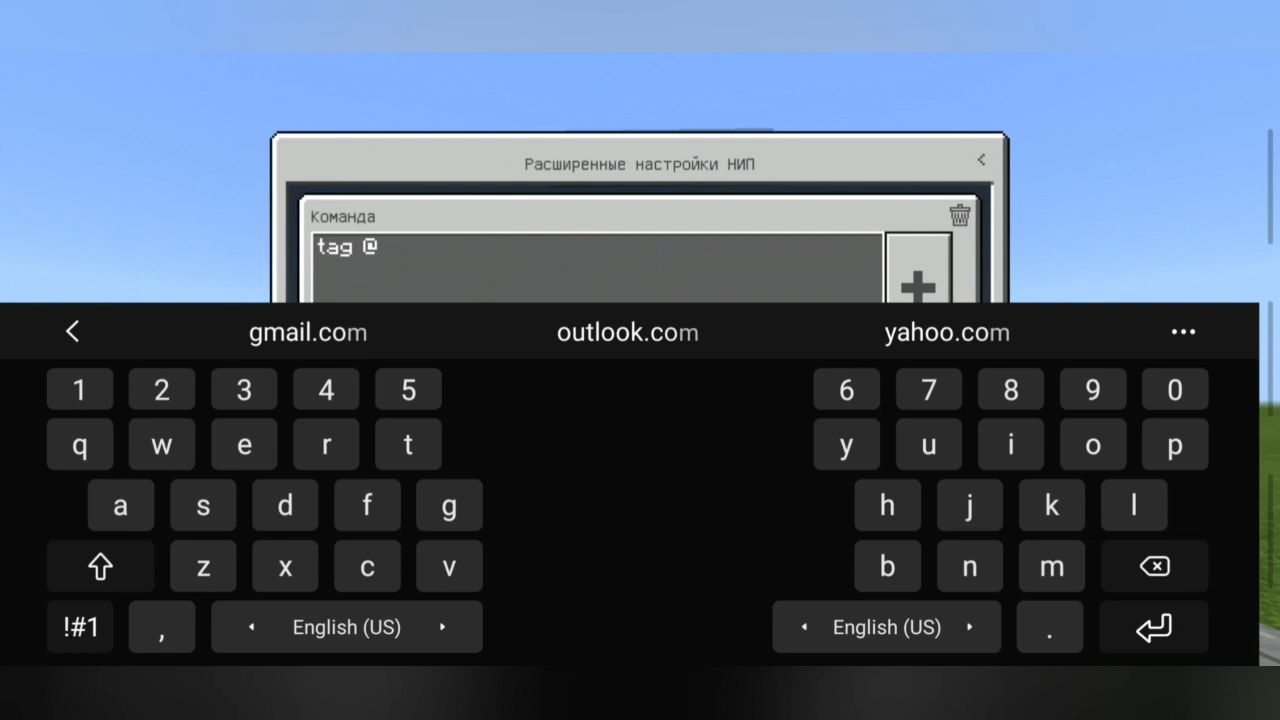 Расширенные настройки НИП
Команда
tag @
gmail.com outlook.com yahoo.com
1 2 3 4 5 6 7 8 9 0
q w e r t y u i o p
a s d f g h j k l
z x c v b n m
!#1 , English (US) English (US) .